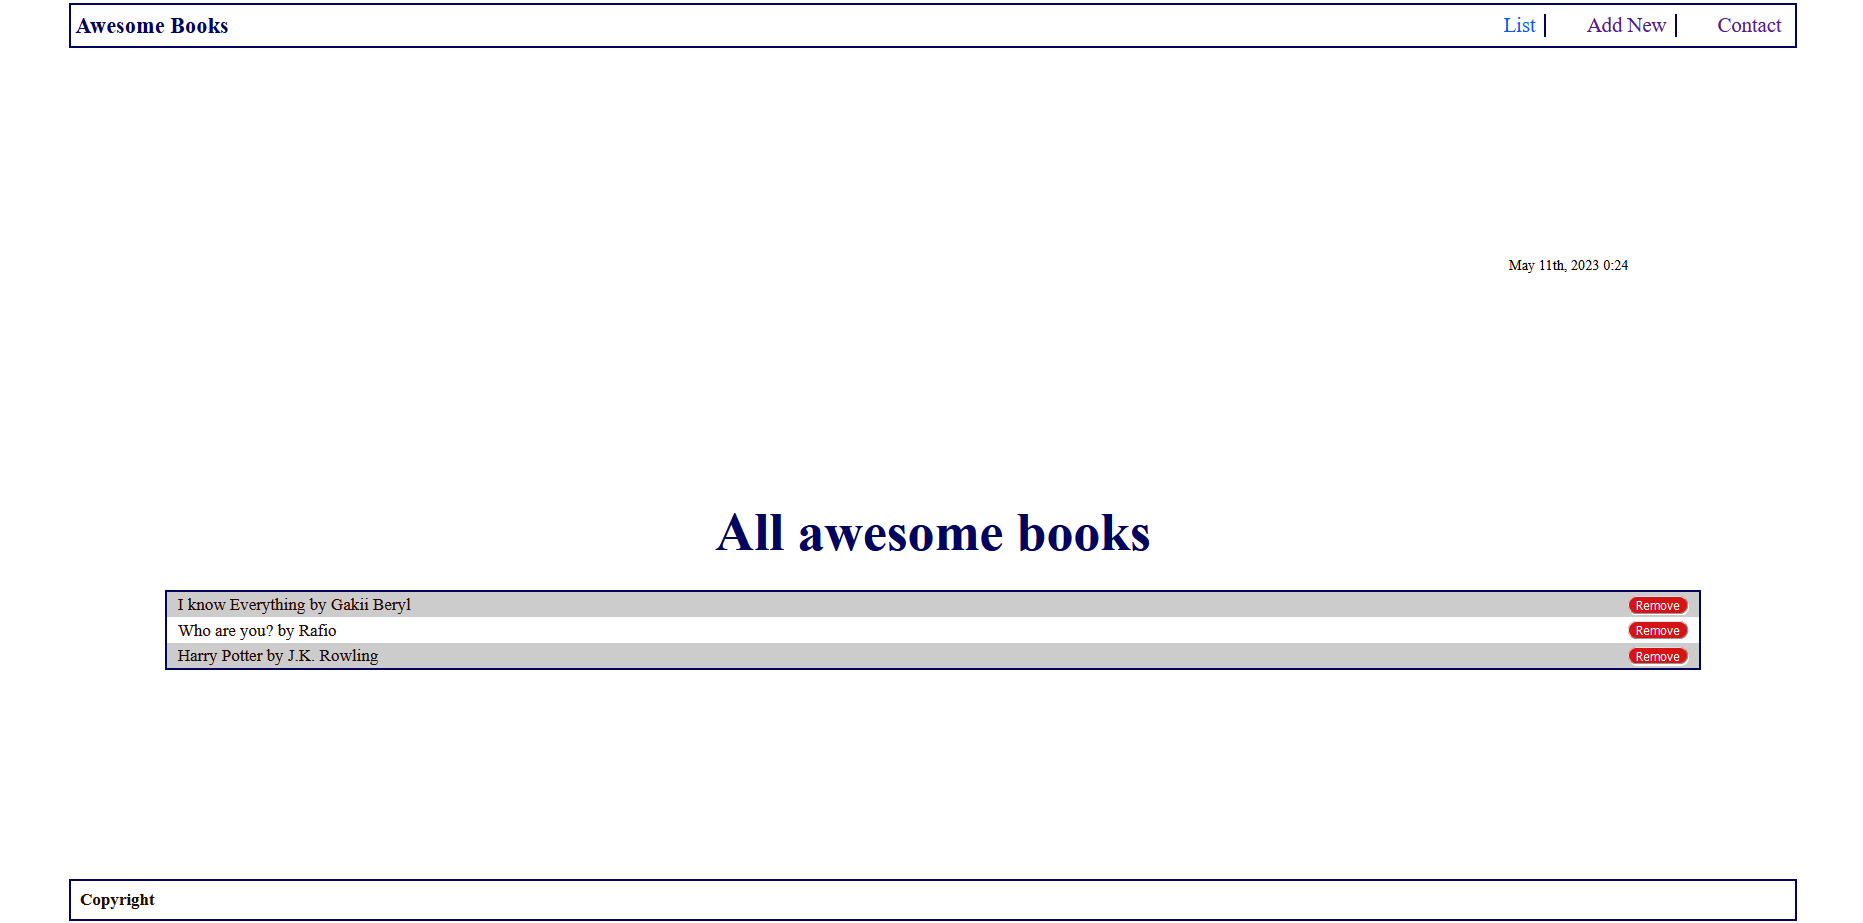 Awesome Books List Add New Contact
May 11th, 2023 0:24
All awesome books
I know Everything by Gakii Beryl Remove
Who are you? by Rafio Remove
Harry Potter by J.K. Rowling Remove
Copyright